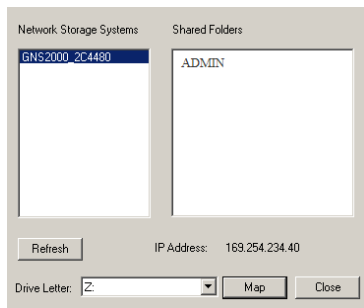 Network Storage Systems
Shared Folders
GNS2000_2C4480
ADMIN
Refresh
IP Address: 169.254.234.40
Drive Letter: Z:
Map
Close